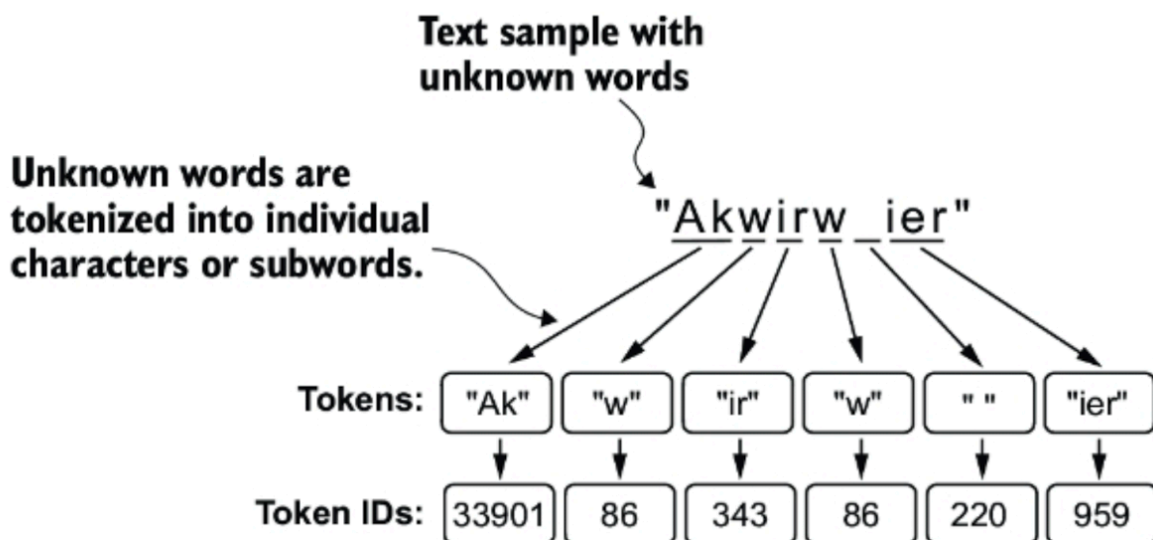 Text sample with
unknown words
Unknown words are
tokenized into individual
characters or subwords.
"Akwirw ier"
Tokens: "Ak" "w" "ir" "w" " " "ier"
Token IDs: 33901 86 343 86 220 959